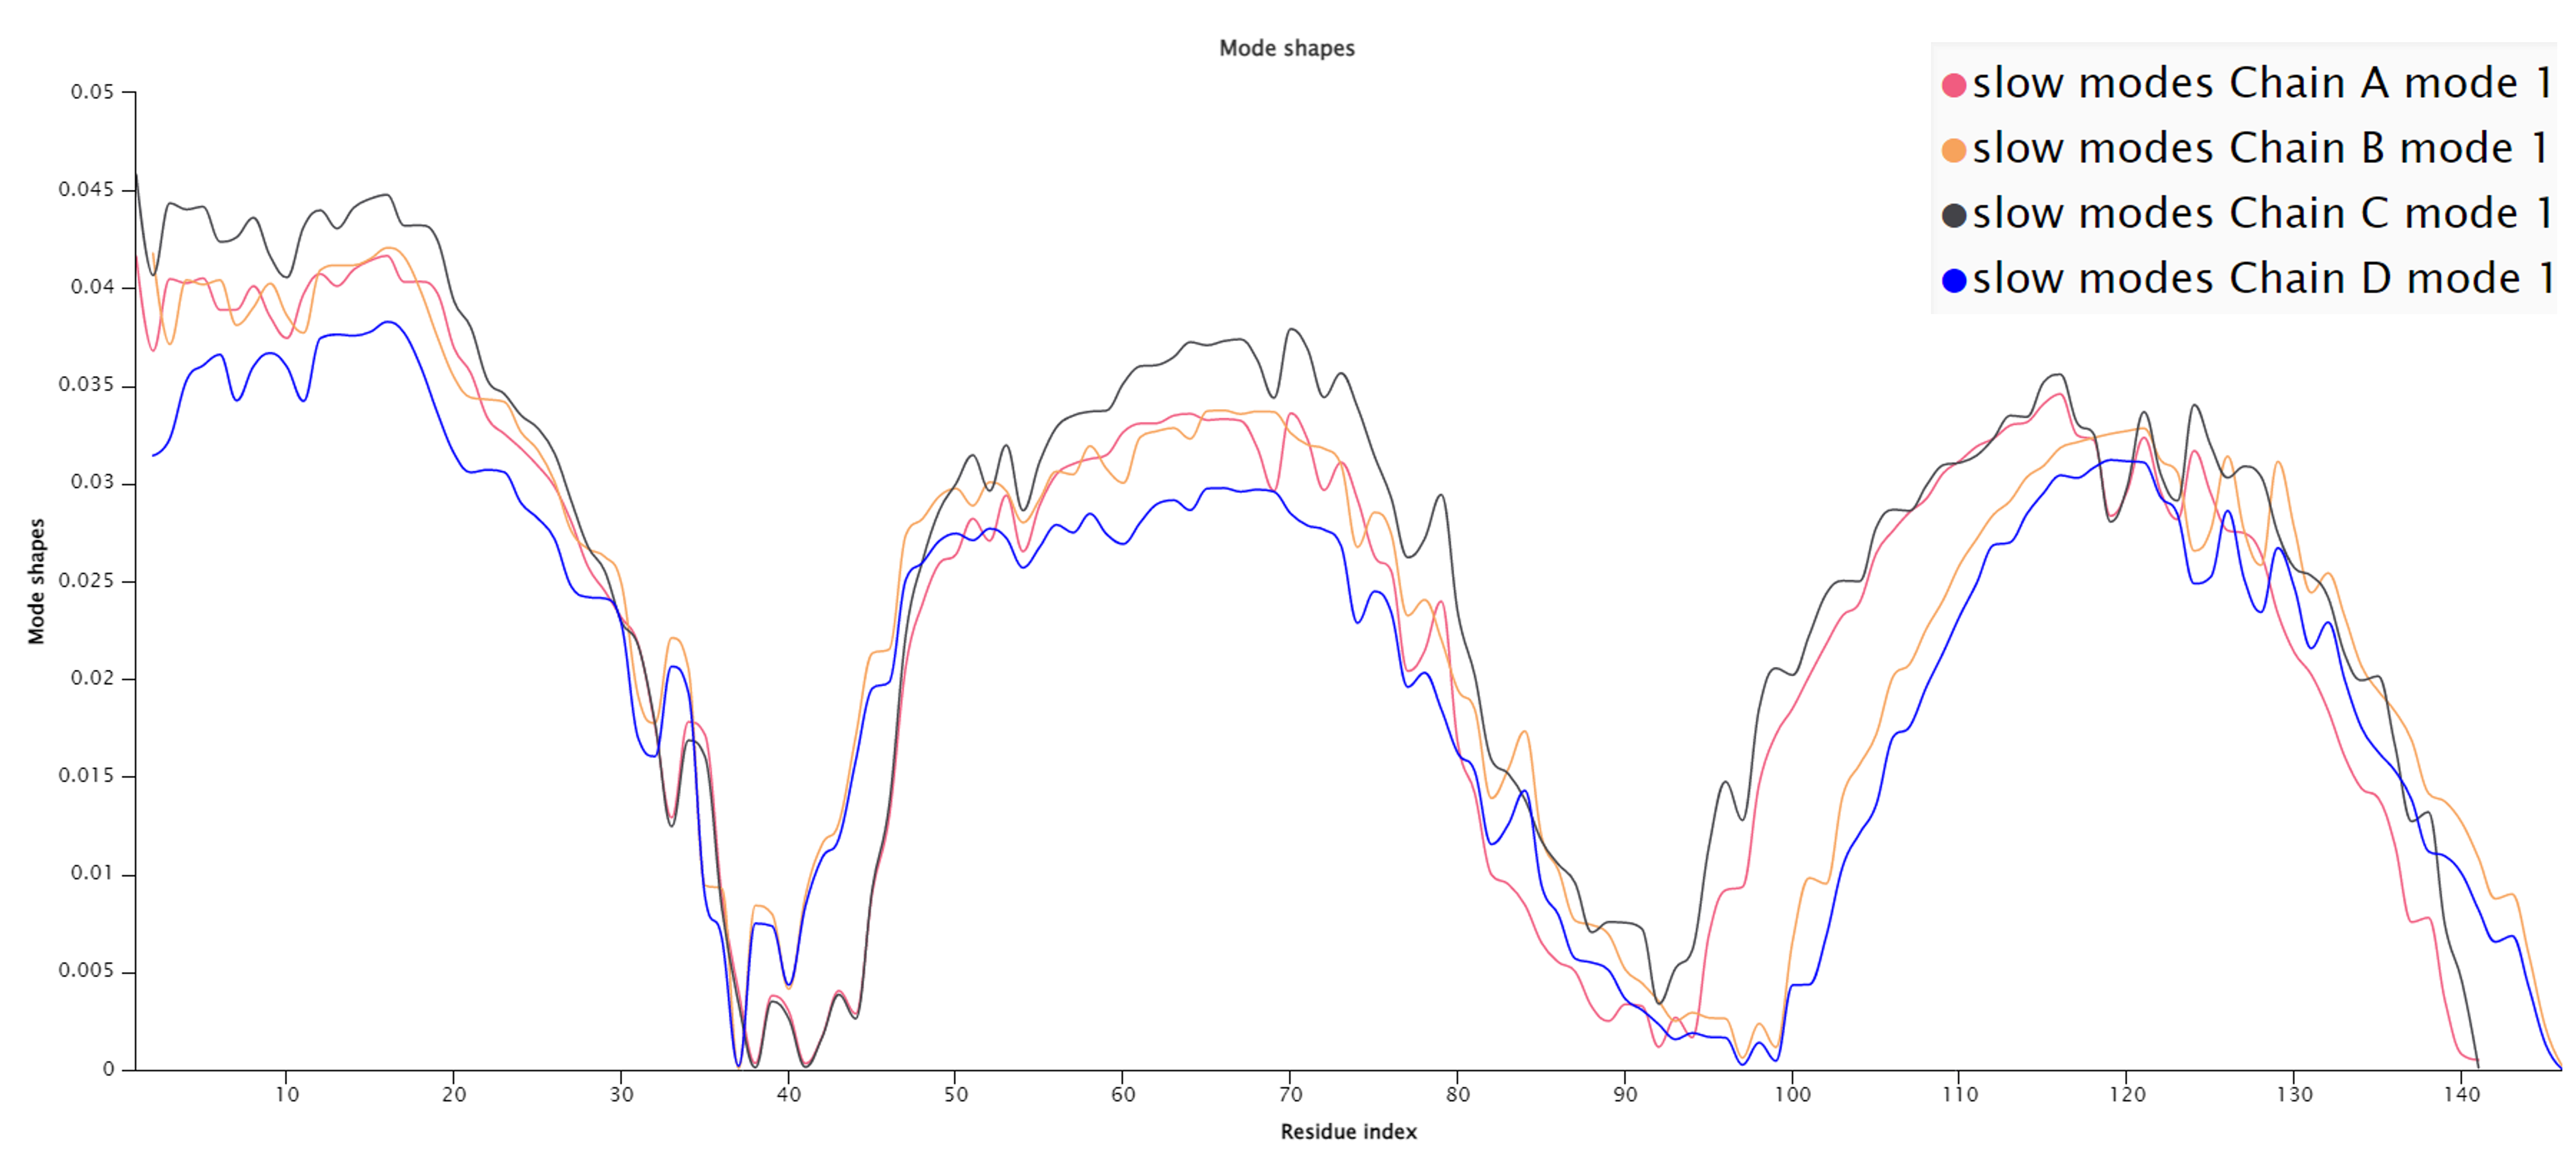 Mode shapes
slow modes Chain A mode 1
slow modes Chain B mode 1
slow modes Chain C mode 1
slow modes Chain D mode 1
Mode shapes
0.05
0.045
0.04
0.035
0.03
0.025
0.02
0.015
0.01
0.005
0
10 20 30 40 50 60 70 80 90 100 110 120 130 140
Residue index